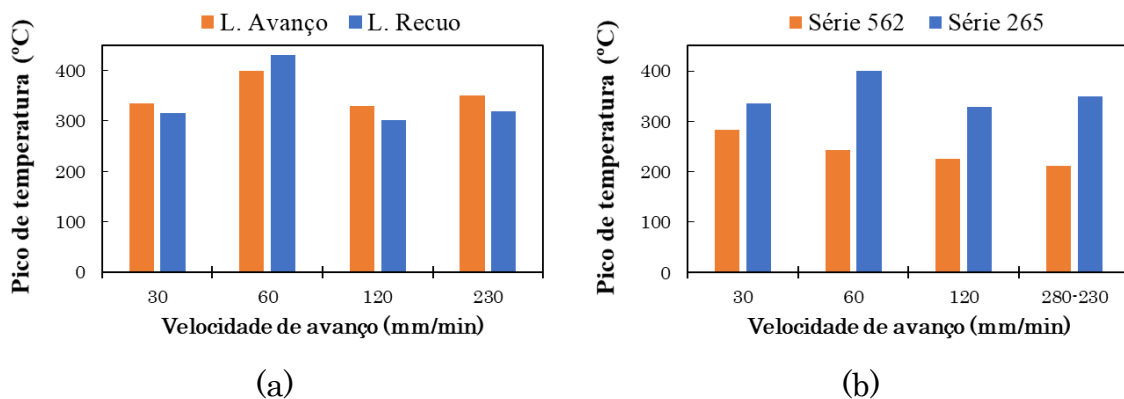 L. Avanço L. Recuo
Pico de temperatura (ºC)
400
300
200
100
0
30 60 120 230
Velocidade de avanço (mm/min)
(a)
Série 562 Série 265
Pico de temperatura (ºC)
400
300
200
100
0
30 60 120 280-230
Velocidade de avanço (mm/min)
(b)